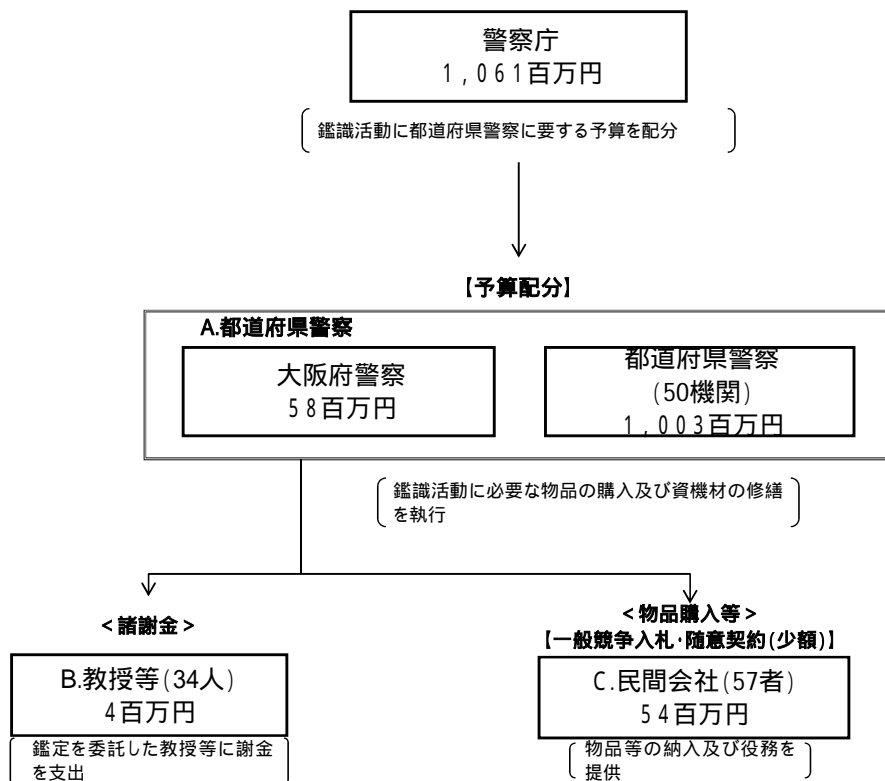 警察庁
1,061百万円
鑑識活動に都道府県警察に要する予算を配分
【予算配分】
A.都道府県警察
大阪府警察
58百万円
都道府県警察
(50機関)
1,003百万円
鑑識活動に必要な物品の購入及び資機材の修繕
を執行
<諸謝金>
B.教授等(34人)
4百万円
鑑定を委託した教授等に謝金
を支出
<物品購入等>
【一般競争入札・随意契約(少額)】
C.民間会社(57者)
54百万円
物品等の納入及び役務を
提供